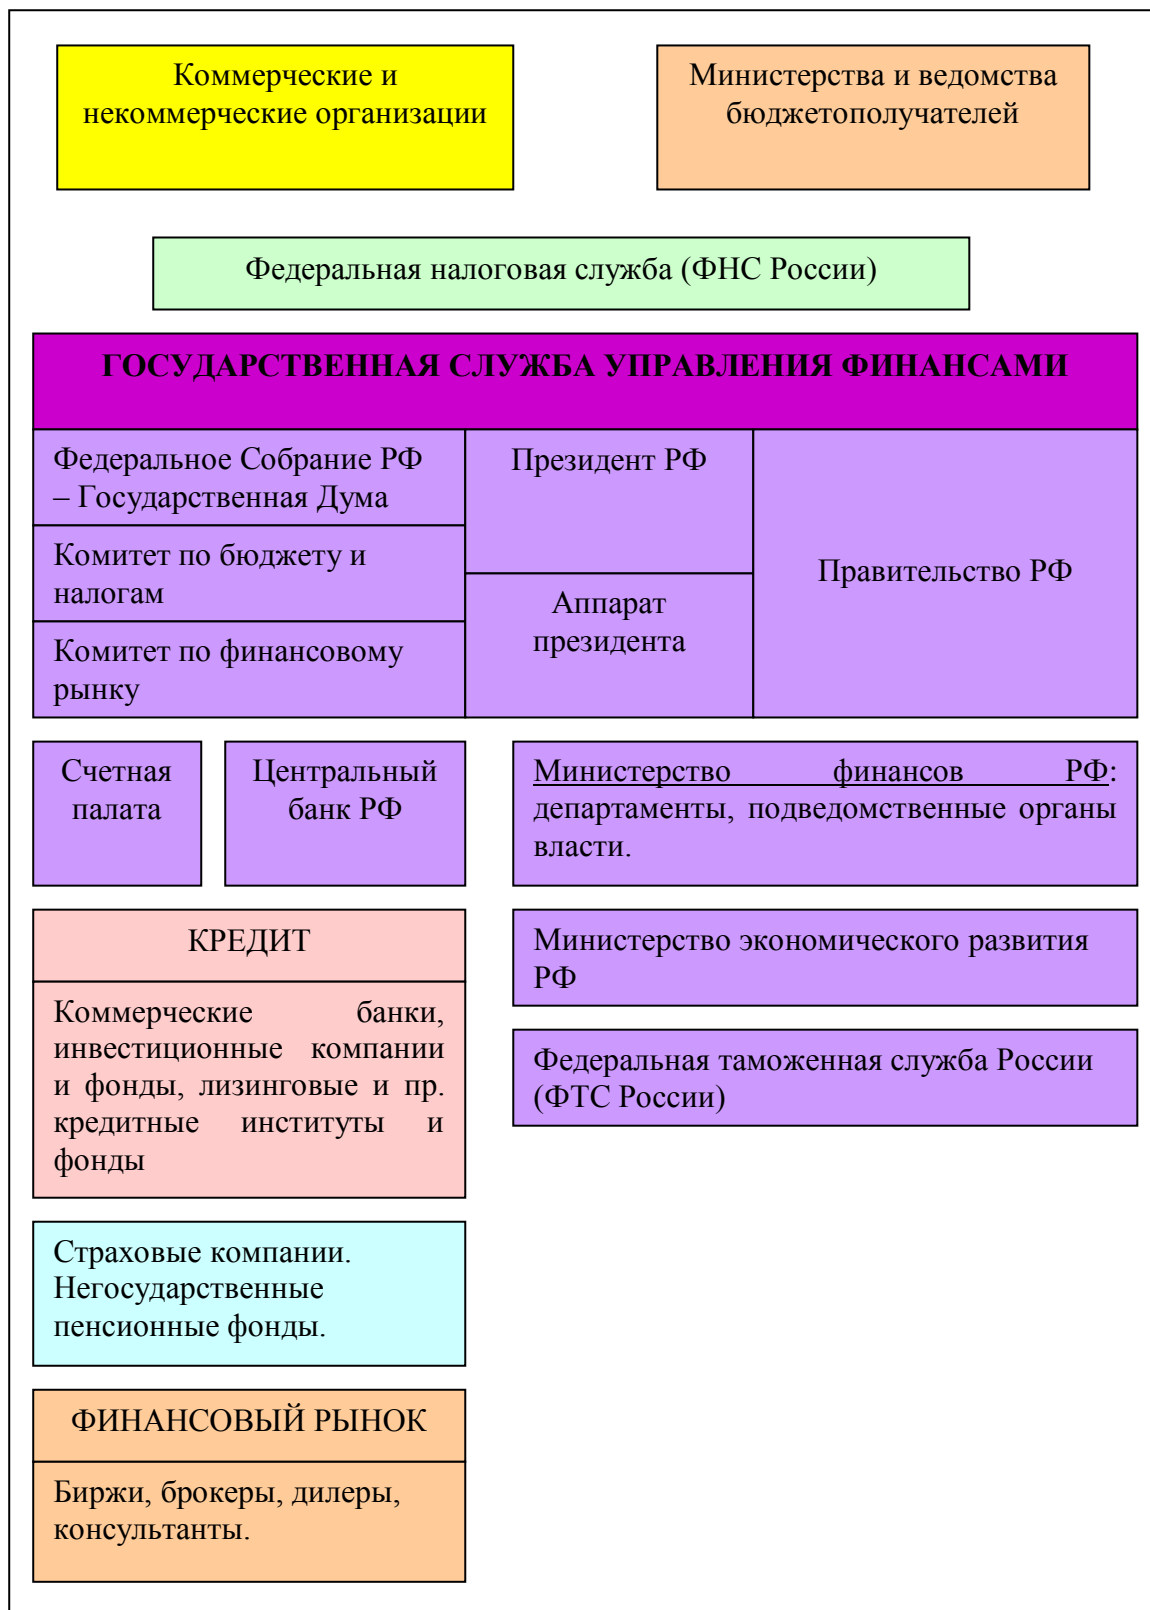 Коммерческие и
некоммерческие организации
Министерства и ведомства
бюджетополучателей
Федеральная налоговая служба (ФНС России)
ГОСУДАРСТВЕННАЯ СЛУЖБА УПРАВЛЕНИЯ ФИНАНСАМИ
Федеральное Собрание РФ
– Государственная Дума
Комитет по бюджету и
налогам
Комитет по финансовому
рынку
Президент РФ
Аппарат
президента
Правительство РФ
Счетная
палата
Центральный
банк РФ
Министерство финансов РФ:
департаменты, подведомственные органы
власти.
КРЕДИТ
Коммерческие банки,
инвестиционные компании
и фонды, лизинговые и пр.
кредитные институты и
фонды
Министерство экономического развития
РФ
Федеральная таможенная служба России
(ФТС России)
Страховые компании.
Негосударственные
пенсионные фонды.
ФИНАНСОВЫЙ РЫНОК
Биржи, брокеры, дилеры,
консультанты.